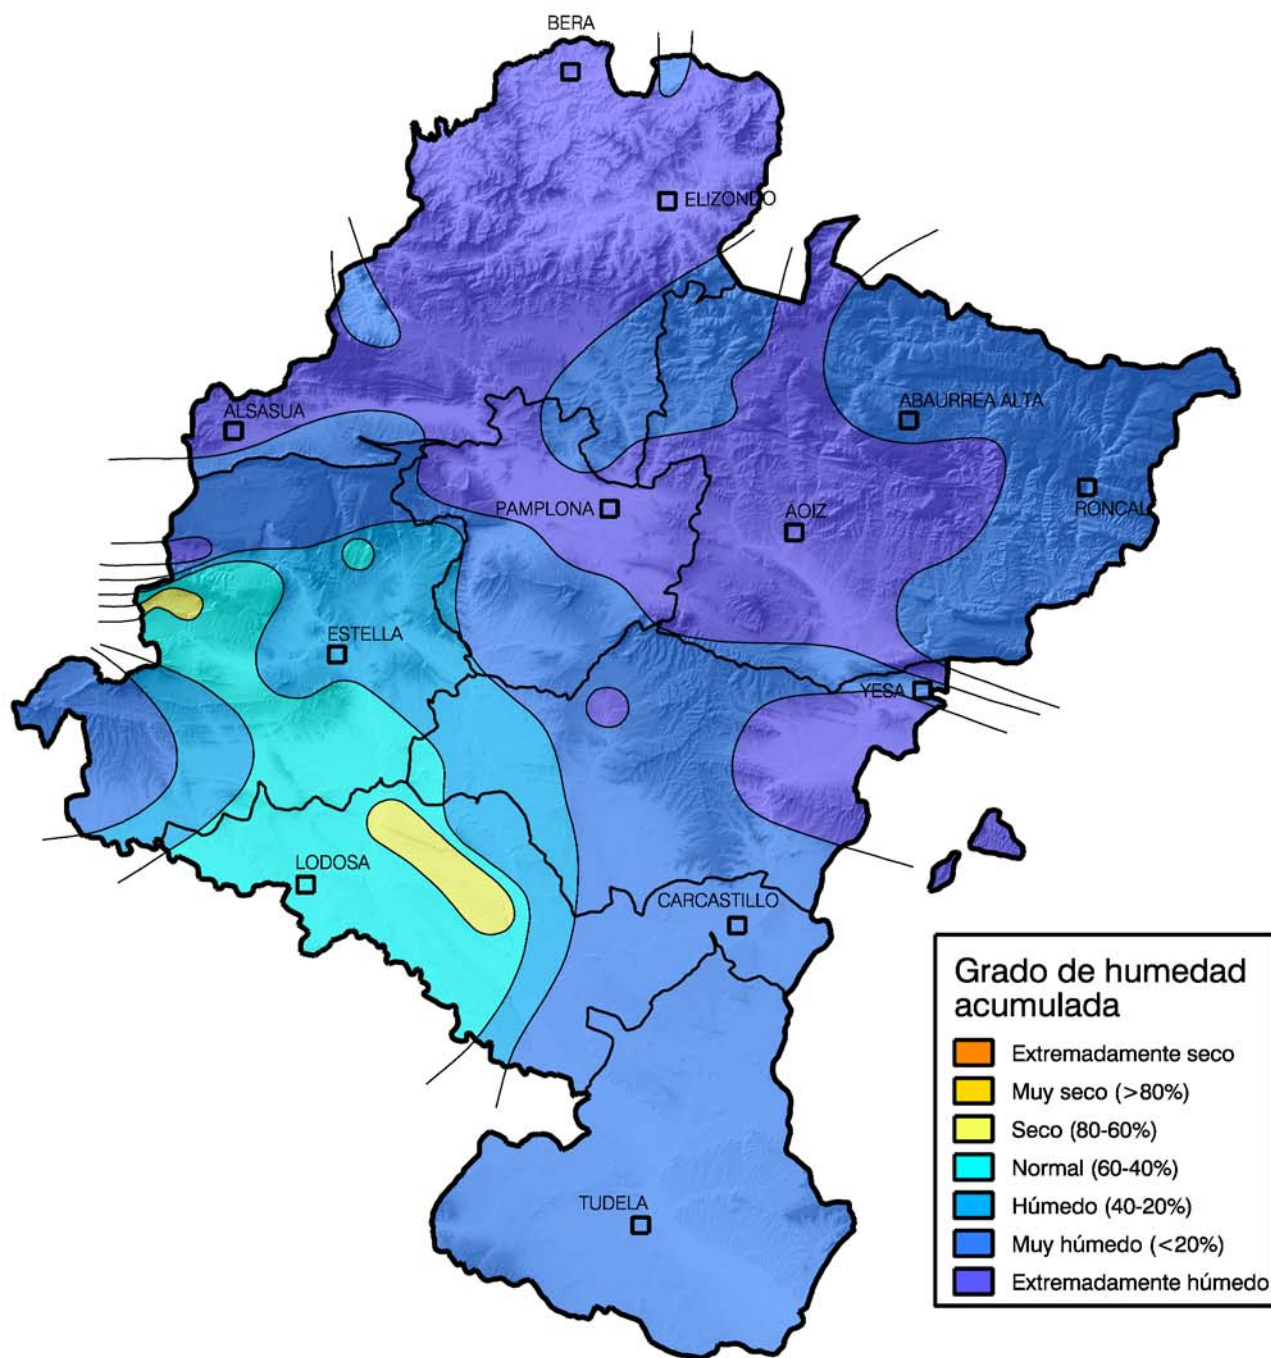 BERA
ELIZONDO
ABAURREA ALTA
ALSASUA
RONCAL
PAMPLONA
AOIZ
ESTELLA
YESA
LODOSA
CARCASTILLO
TUDELA
Grado de humedad
acumulada
Extremadamente seco
Muy seco (>80%)
Seco (80-60%)
Normal (60-40%)
Húmedo (40-20%)
Muy húmedo (<20%)
Extremadamente húmedo